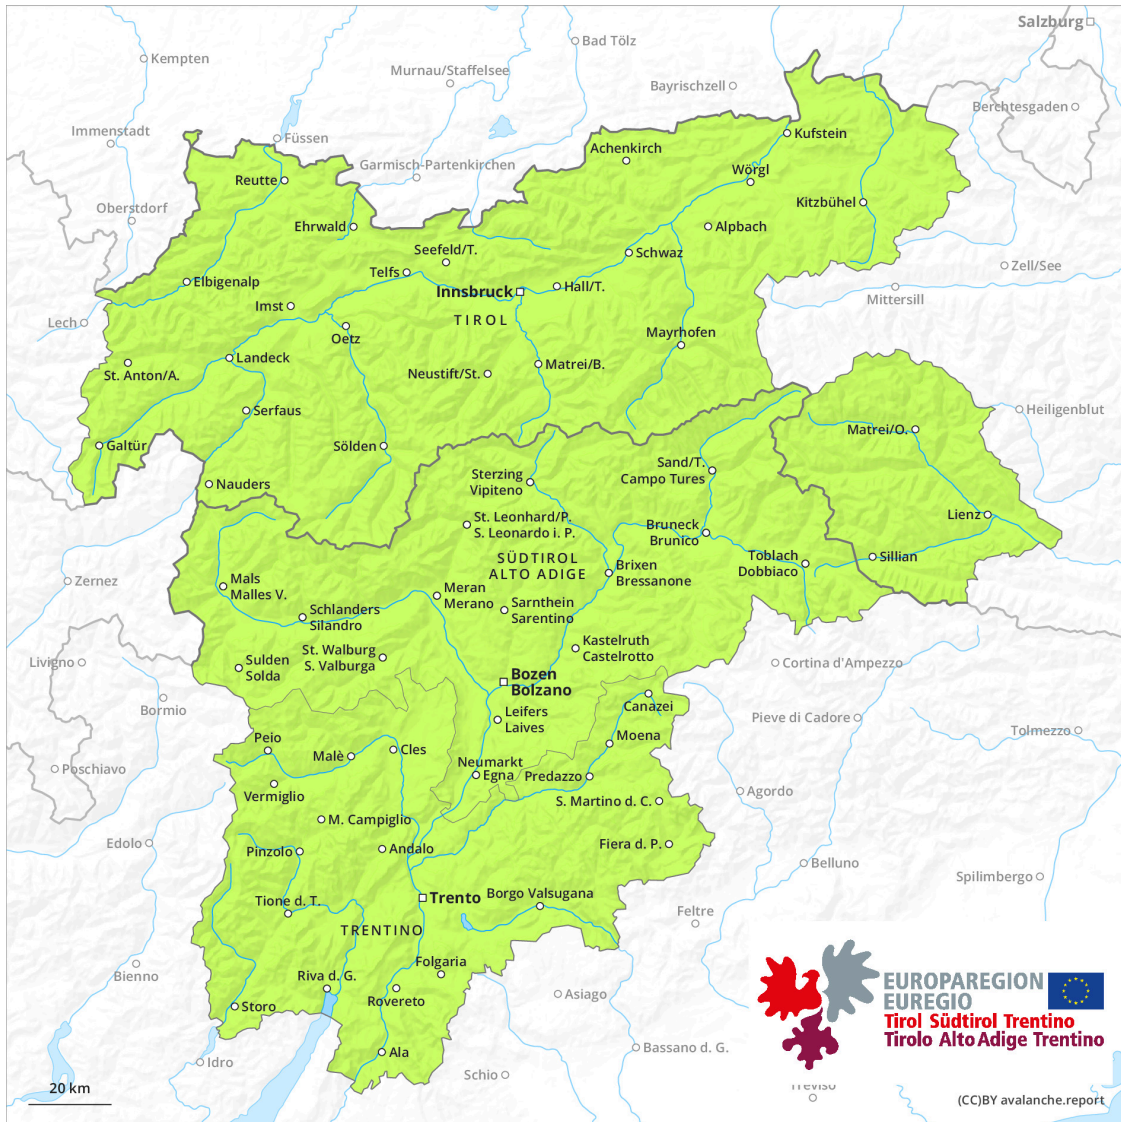 Salzburg
Bad Tölz
Kempten
Murnau/Staffelsee
Bayrischzell
Berchtesgaden
Immenstadt
Füssen
Kufstein
Achenkirch
Garmisch-Partenkirchen
Wörgl
Reutte
Oberstdorf
Kitzbühel
Ehrwald
Alpbach
Seefeld/T.
Schwaz
Zell/See
Telfs
Elbigenalp
Hall/T.
Innsbruck
Mittersill
Imst
TIROL
Lech
Oetz
Mayrhofen
Landeck
Matrei/B.
St. Anton/A.
Neustift/St.
Serfaus
Heiligenblut
Matrei/O.
Galtür
Sölden
Sand/T.
Campo Tures
Sterzing
Vipiteno
Nauders
St. Leonhard/P.
S. Leonardo i. P.
Lienz
Bruneck
Brunico
SÜDTIROL
ALTO ADIGE
Toblach
Dobbiaco
Sillian
Brixen
Bressanone
Zernez
Mals
Malles V.
Meran
Merano
Sarnthein
Sarentino
Schlanders
Silandro
Kastelruth
Castelrotto
St. Walburg
S. Valburga
Livigno
Sulden
Solda
Cortina d'Ampezzo
Bozen
Bolzano
Bormio
Canazei
Leifers
Laives
Pieve di Cadore
Tolmezzo
Peio
Moena
Malè
Cles
Poschiavo
Neumarkt
Egna
Predazzo
Vermiglio
Agordo
S. Martino d. C.
M. Campiglio
Edolo
Fiera d. P.
Pinzolo
Andalo
Belluno
Spilimbergo
Borgo Valsugana
Trento
Tione d. T.
Feltre
TRENTINO
Folgaria
Bienno
Riva d. G.
Rovereto
Asiago
Storo
EUROPAREGION
EUREGIO
Tirol Südtirol Trentino
Tirolo Alto Adige Trentino
Ala
Bassano d. G.
Idro
Schio
Treviso
20 km
(CC)BY avalanche.report